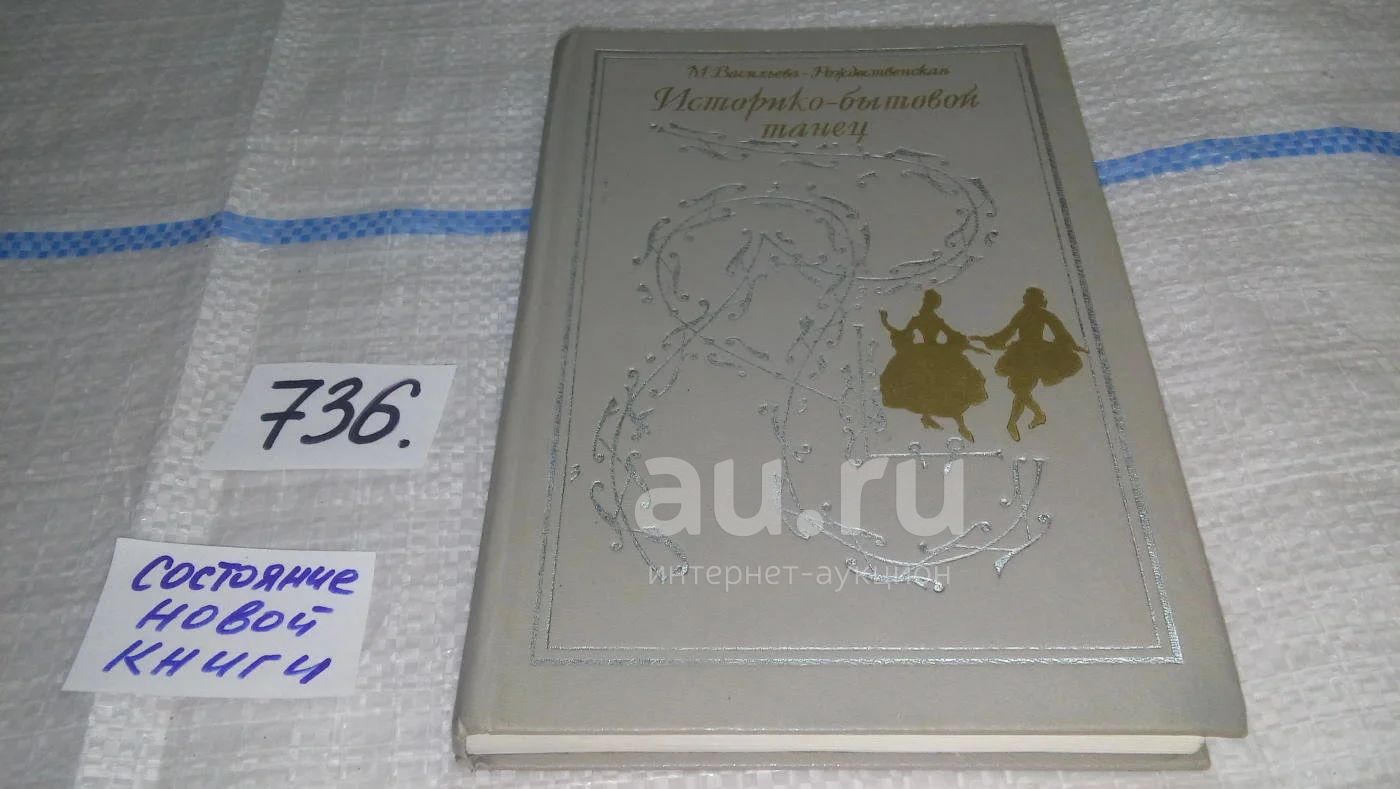 М. Васильева-Рождественская
Историко-бытовой
танец
736.
состояние
новой
книги
au.ru
интернет-аукцион